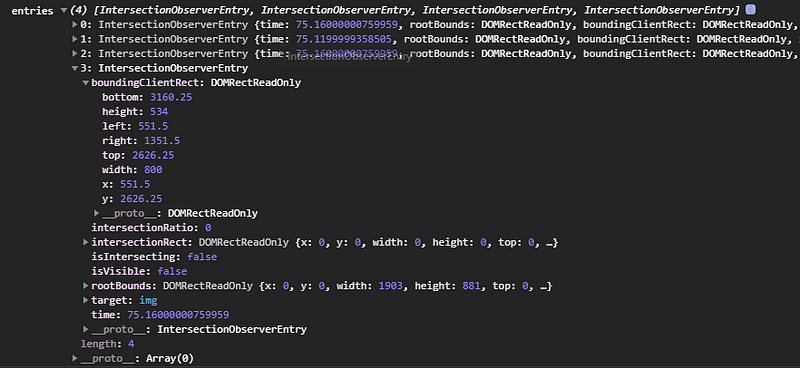 entries ▼(4) [IntersectionObserverEntry, IntersectionObserverEntry, IntersectionObserverEntry, IntersectionObserverEntry] i
▶0: IntersectionObserverEntry {time: 75.16000000759959, rootBounds: DOMRectReadOnly, boundingClientRect: DOMRectReadOnly,
▶1: IntersectionObserverEntry {time: 75.1199999358505, rootBounds: DOMRectReadOnly, boundingClientRect: DOMRectReadOnly,
▶2: IntersectionObserverEntry {time: 75.16000000759959, rootBounds: DOMRectReadOnly, boundingClientRect: DOMRectReadOnly,
IntersectionObserverEntry
▼3: IntersectionObserverEntry
▼boundingClientRect: DOMRectReadOnly
bottom: 3160.25
height: 534
left: 551.5
right: 1351.5
top: 2626.25
width: 800
x: 551.5
y: 2626.25
▶__proto__: DOMRectReadOnly
intersectionRatio: 0
▶intersectionRect: DOMRectReadOnly {x: 0, y: 0, width: 0, height: 0, top: 0, …}
isIntersecting: false
isVisible: false
▶rootBounds: DOMRectReadOnly {x: 0, y: 0, width: 1903, height: 881, top: 0, …}
▶target: img
time: 75.16000000759959
▶__proto__: IntersectionObserverEntry
length: 4
▶__proto__: Array(0)